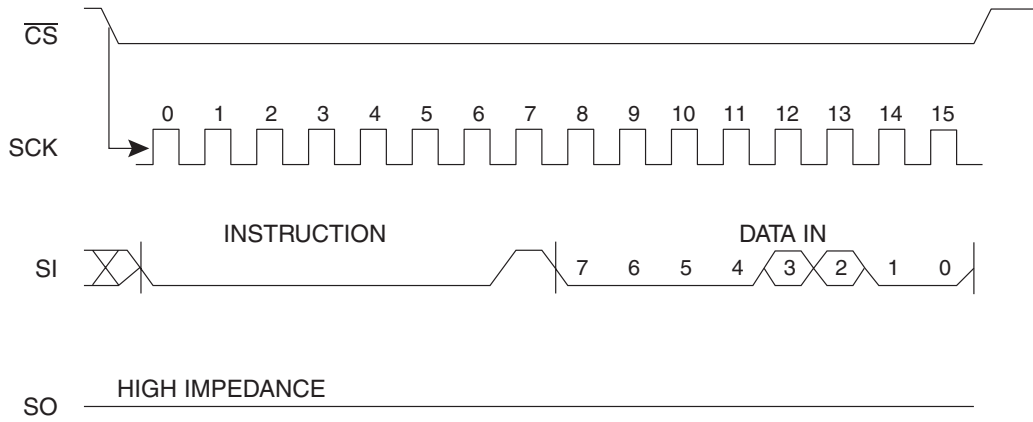 CS
0 1 2 3 4 5 6 7 8 9 10 11 12 13 14 15
SCK
INSTRUCTION DATA IN
SI 7 6 5 4 3 2 1 0
HIGH IMPEDANCE
SO